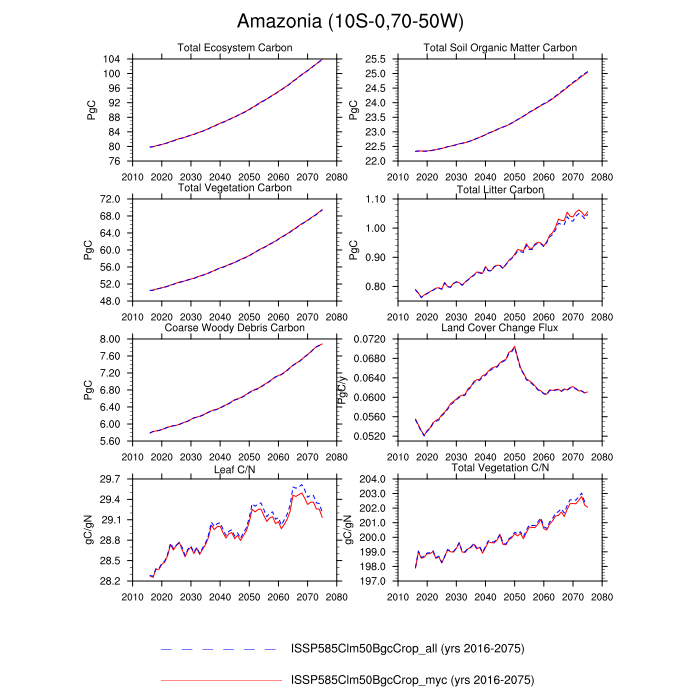 Amazonia (10S-0,70-50W)
Total Ecosystem Carbon
Total Soil Organic Matter Carbon
PgC
104
100
96
92
88
84
80
76
2010 2020 2030 2040 2050 2060 2070 2080
PgC
25.5
25.0
24.5
24.0
23.5
23.0
22.5
22.0
2010 2020 2030 2040 2050 2060 2070 2080
Total Vegetation Carbon
Total Litter Carbon
PgC
72.0
68.0
64.0
60.0
56.0
52.0
48.0
2010 2020 2030 2040 2050 2060 2070 2080
PgC
1.10
1.00
0.90
0.80
2010 2020 2030 2040 2050 2060 2070 2080
Coarse Woody Debris Carbon
Land Cover Change Flux
PgC
8.00
7.60
7.20
6.80
6.40
6.00
5.60
2010 2020 2030 2040 2050 2060 2070 2080
PgC/y
0.0720
0.0680
0.0640
0.0600
0.0560
0.0520
2010 2020 2030 2040 2050 2060 2070 2080
Leaf C/N
Total Vegetation C/N
gC/gN
29.7
29.4
29.1
28.8
28.5
28.2
2010 2020 2030 2040 2050 2060 2070 2080
gC/gN
204.0
203.0
202.0
201.0
200.0
199.0
198.0
197.0
2010 2020 2030 2040 2050 2060 2070 2080
ISSP585Clm50BgcCrop_all (yrs 2016-2075)
ISSP585Clm50BgcCrop_myc (yrs 2016-2075)